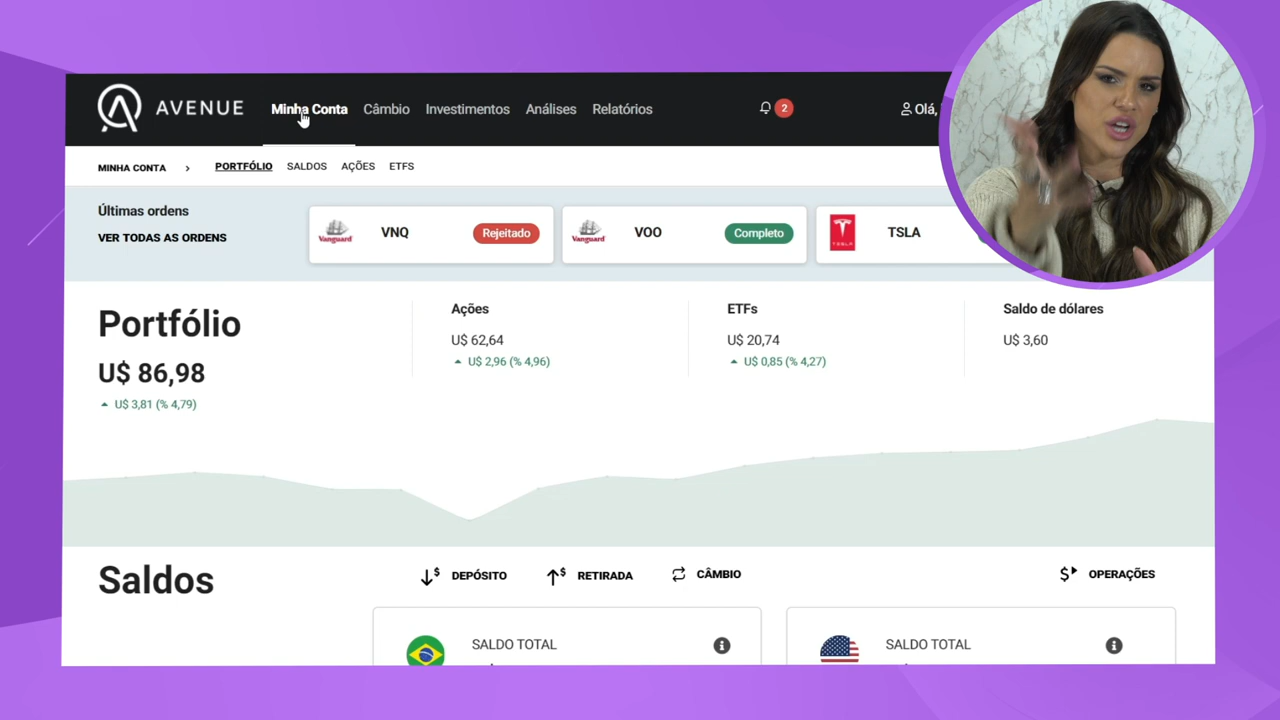 AVENUE
Minha Conta Câmbio Investimentos Análises Relatórios
2
Olá,
MINHA CONTA > PORTFÓLIO SALDOS AÇÕES ETFS
Últimas ordens
VER TODAS AS ORDENS
Vanguard VNQ Rejeitado
Vanguard VOO Completo
TESLA TSLA
Portfólio
U$ 86,98
U$ 3,81 (% 4,79)
Ações
U$ 62,64
U$ 2,96 (% 4,96)
ETFs
U$ 20,74
U$ 0,85 (% 4,27)
Saldo de dólares
U$ 3,60
Saldos
DEPÓSITO RETIRADA CÂMBIO OPERAÇÕES
SALDO TOTAL
SALDO TOTAL